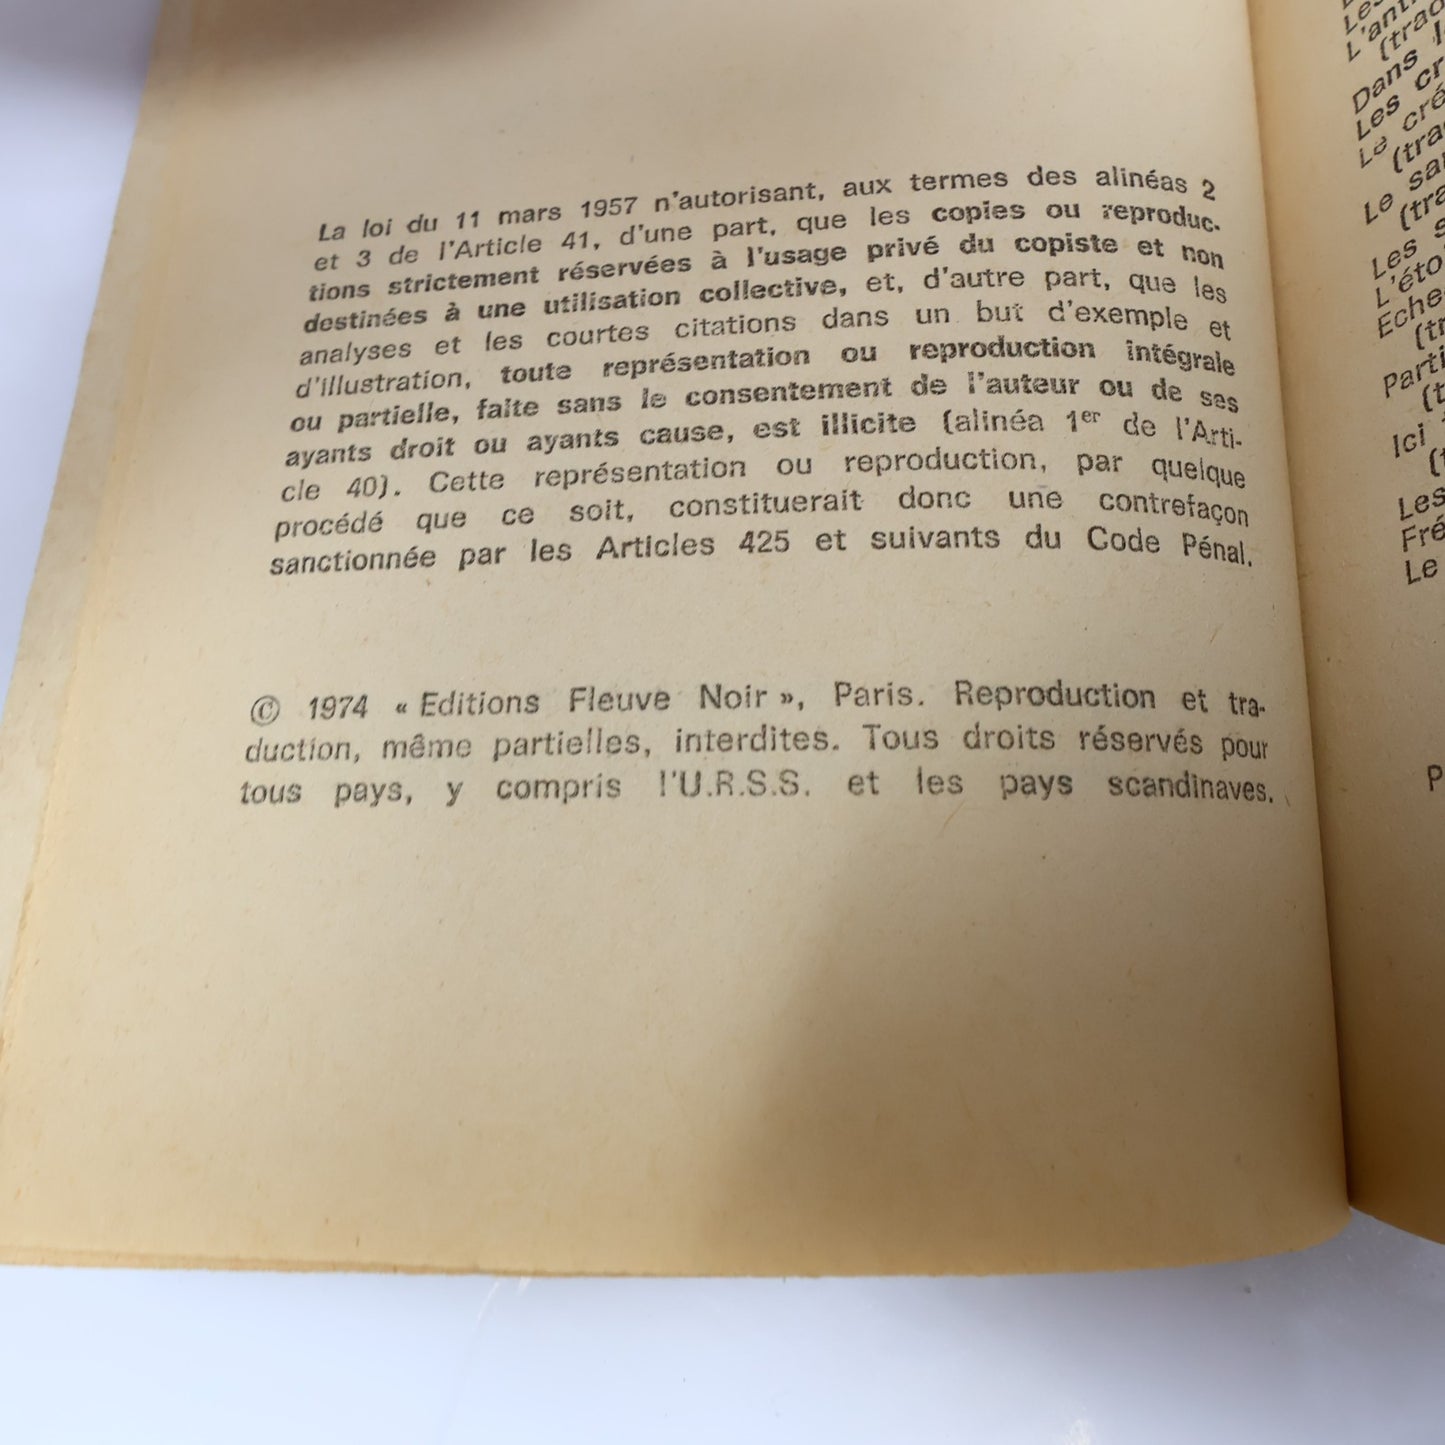 La loi du 11 mars 1957 n'autorisant, aux termes des alinéas 2
et 3 de l'Article 41, d'une part, que les copies ou reproduc-
tions strictement réservées à l'usage privé du copiste et non
destinées à une utilisation collective, et, d'autre part, que les
analyses et les courtes citations dans un but d'exemple et
d'illustration, toute représentation ou reproduction intégrale
ou partielle, faite sans le consentement de l'auteur ou de ses
ayants droit ou ayants cause, est illicite (alinéa 1er de l'Arti-
cle 40). Cette représentation ou reproduction, par quelque
procédé que ce soit, constituerait donc une contrefaçon
sanctionnée par les Articles 425 et suivants du Code Pénal.
© 1974 « Editions Fleuve Noir », Paris. Reproduction et tra-
duction, même partielles, interdites. Tous droits réservés pour
tous pays, y compris l'U.R.S.S. et les pays scandinaves.
Dans
Les
Le
Le
Les
Ici
Les
Le